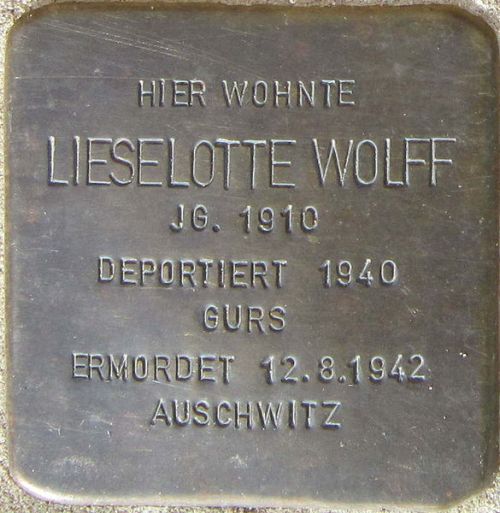 HIER WOHNTE
LIESELOTTE WOLFF
JG. 1910
DEPORTIERT 1940
GURS
ERMORDET 12.8.1942
AUSCHWITZ